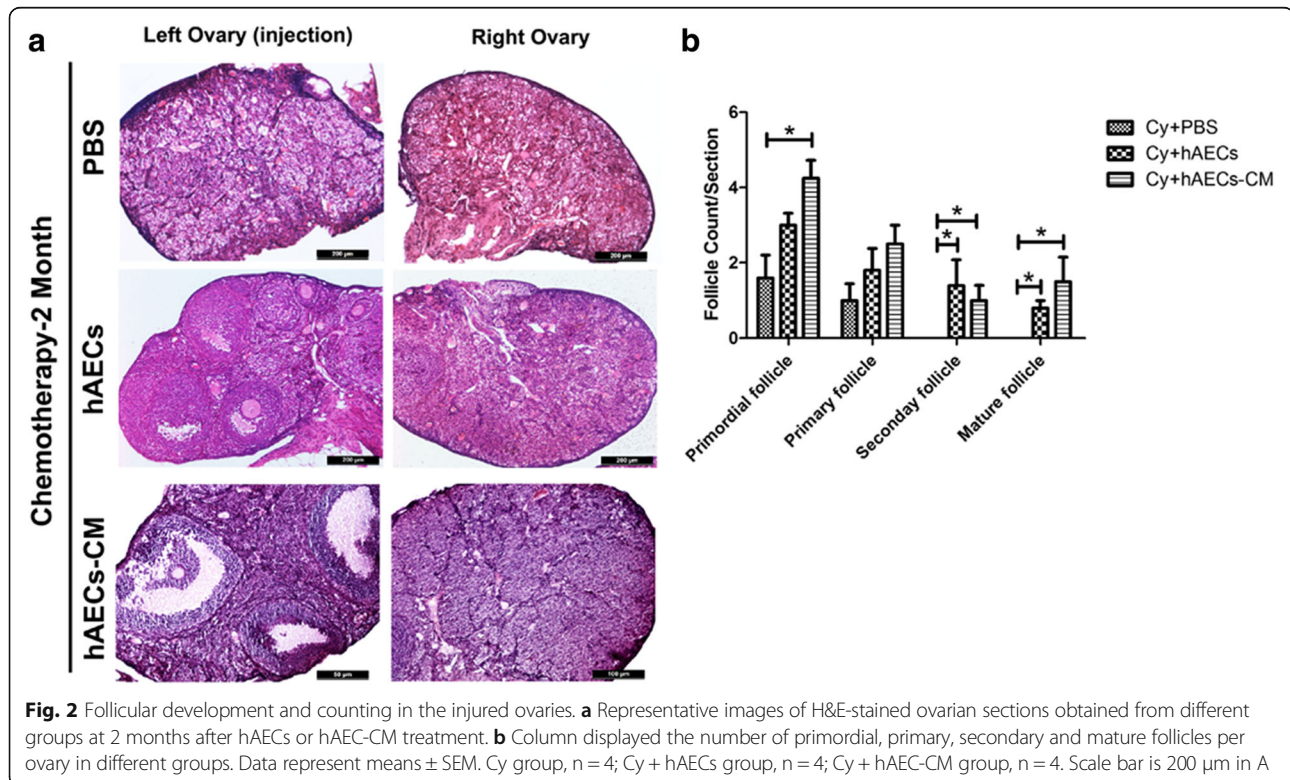 a
Left Ovary (injection)
Right Ovary
Chemotherapy-2 Month
PBS
200 µm
200 µm
hAECs
200 µm
200 µm
hAECs-CM
50 µm
100 µm
b
Follicle Count/Section
6
4
2
0
*
*
*
*
*
Primordial follicle
Primary follicle
Seconday follicle
Mature follicle
Cy+PBS
Cy+hAECs
Cy+hAECs-CM
Fig. 2 Follicular development and counting in the injured ovaries. a Representative images of H&E-stained ovarian sections obtained from different
groups at 2 months after hAECs or hAEC-CM treatment. b Column displayed the number of primordial, primary, secondary and mature follicles per
ovary in different groups. Data represent means ± SEM. Cy group, n = 4; Cy + hAECs group, n = 4; Cy + hAEC-CM group, n = 4. Scale bar is 200 μm in A